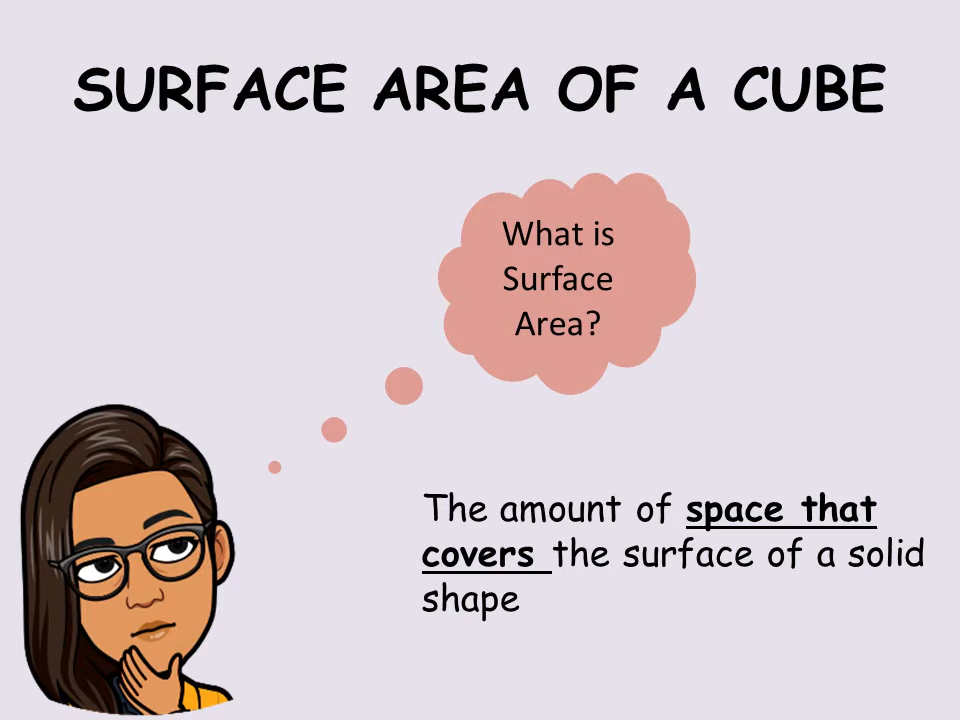 SURFACE AREA OF A CUBE
What is
Surface
Area?
The amount of space that
covers the surface of a solid
shape